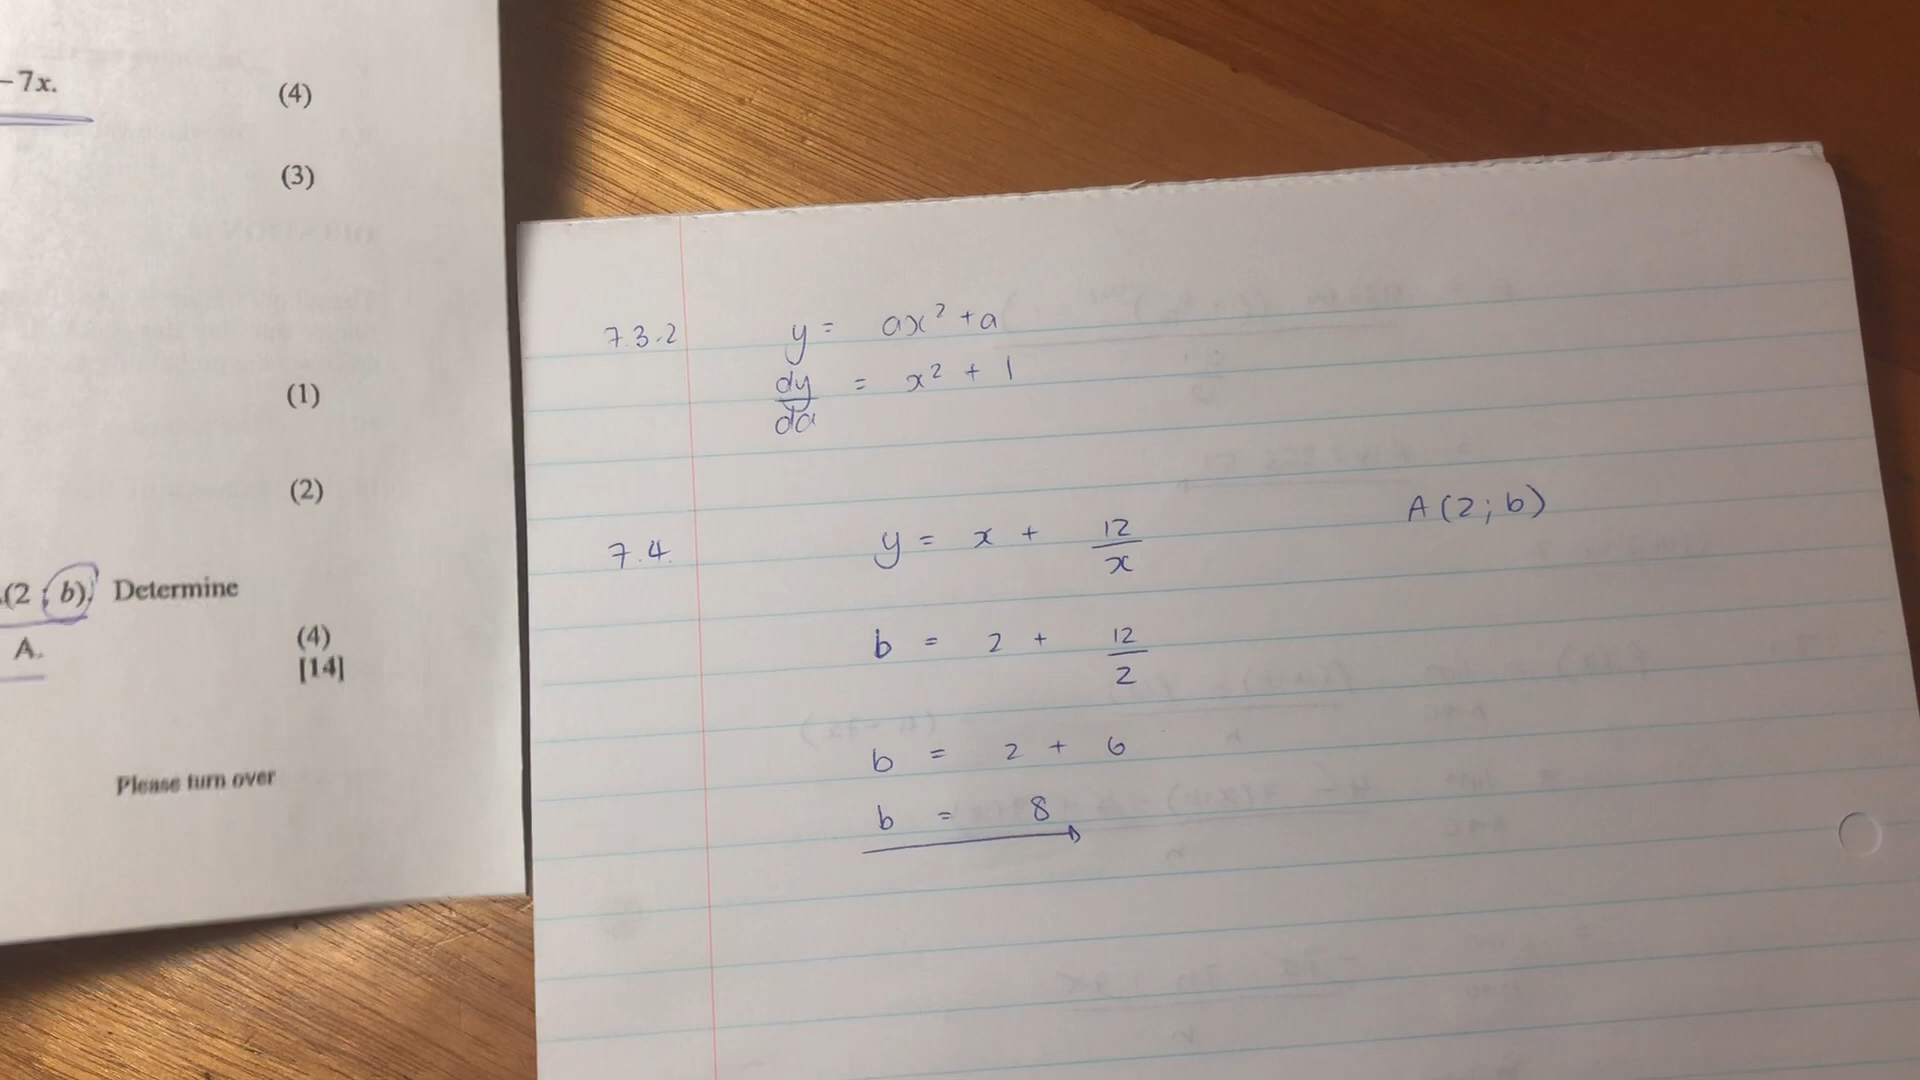 –7x.
(4)
(3)
(1)
(2)
(2 ; b). Determine
A.
(4)
[14]
Please turn over
7.3.2 y = ax² + a
dy/da = x² + 1
7.4. y = x + 12/x A(2; b)
b = 2 + 12/2
b = 2 + 6
b = 8